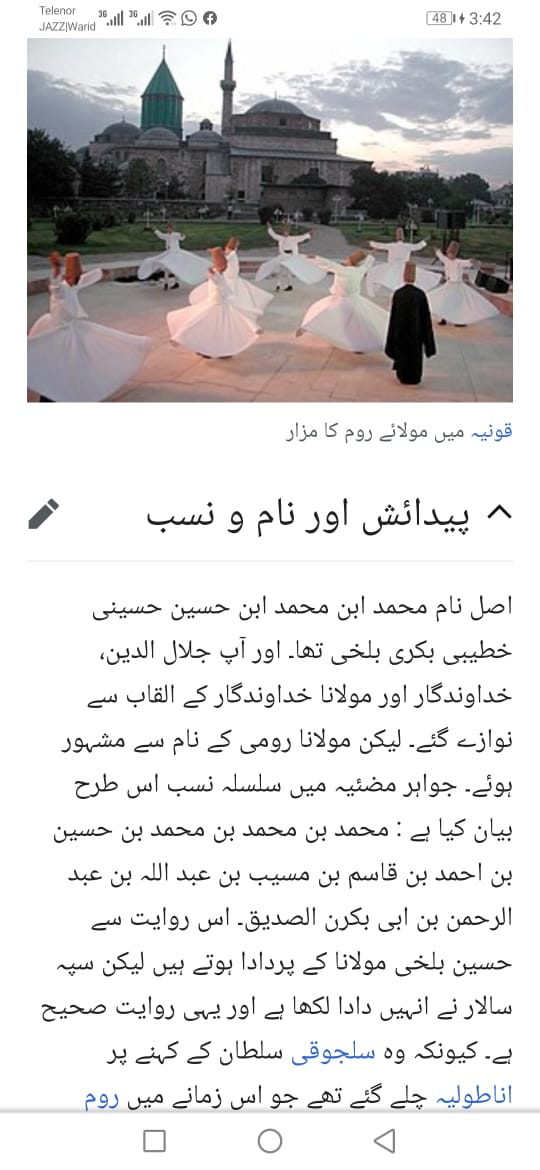 Telenor
JAZZ|Warid
3G 3G
48 3:42
قونیہ میں مولائے روم کا مزار
پیدائش اور نام و نسب
اصل نام محمد ابن محمد ابن حسین حسینی
خطیبی بکری بلخی تھا۔ اور آپ جلال الدین،
خداوندگار اور مولانا خداوندگار کے القاب سے
نوازے گئے۔ لیکن مولانا رومی کے نام سے مشہور
ہوئے۔ جواہر مضئیہ میں سلسلہ نسب اس طرح
بیان کیا ہے : محمد بن محمد بن محمد بن حسین
بن احمد بن قاسم بن مسیب بن عبد اللہ بن عبد
الرحمن بن ابی بکرن الصدیق۔ اس روایت سے
حسین بلخی مولانا کے پردادا ہوتے ہیں لیکن سپہ
سالار نے انہیں دادا لکھا ہے اور یہی روایت صحیح
ہے۔ کیونکہ وہ سلجوقی سلطان کے کہنے پر
اناطولیہ چلے گئے تھے جو اس زمانے میں روم